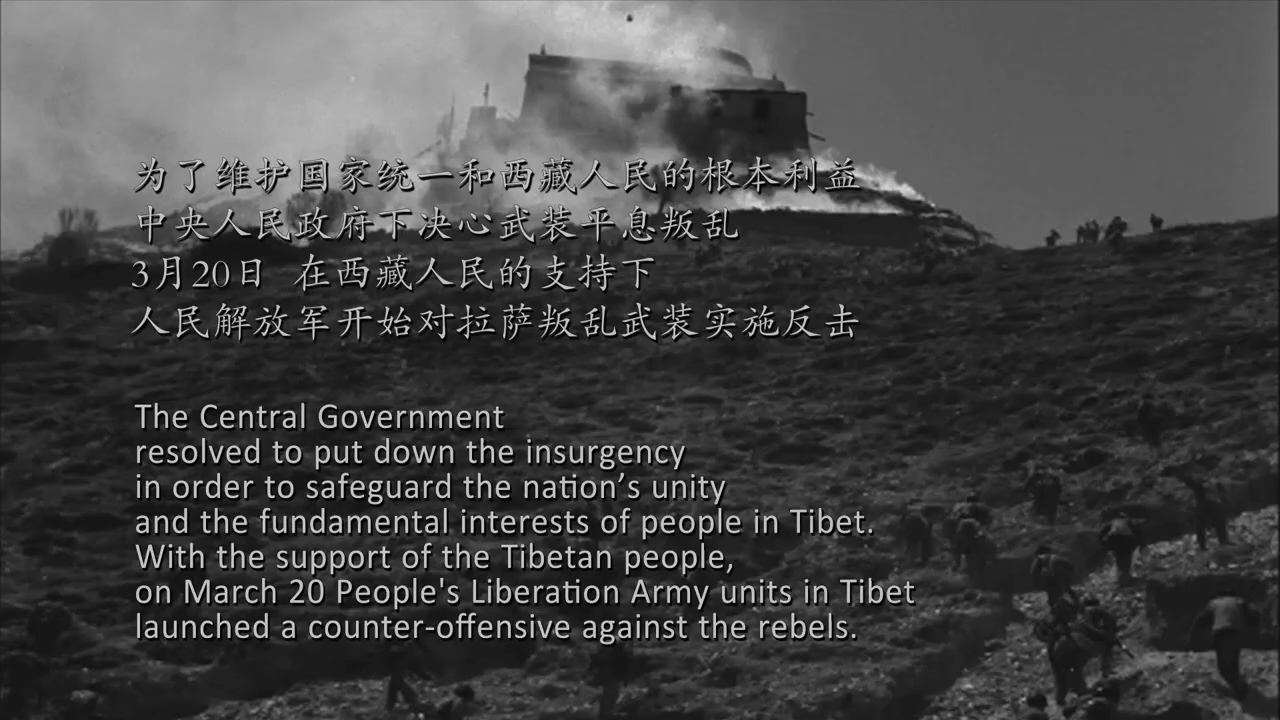 为了维护国家统一和西藏人民的根本利益
中央人民政府下决心武装平息叛乱
3月20日 在西藏人民的支持下
人民解放军开始对拉萨叛乱武装实施反击
The Central Government
resolved to put down the insurgency
in order to safeguard the nation’s unity
and the fundamental interests of people in Tibet.
With the support of the Tibetan people,
on March 20 People's Liberation Army units in Tibet
launched a counter-offensive against the rebels.